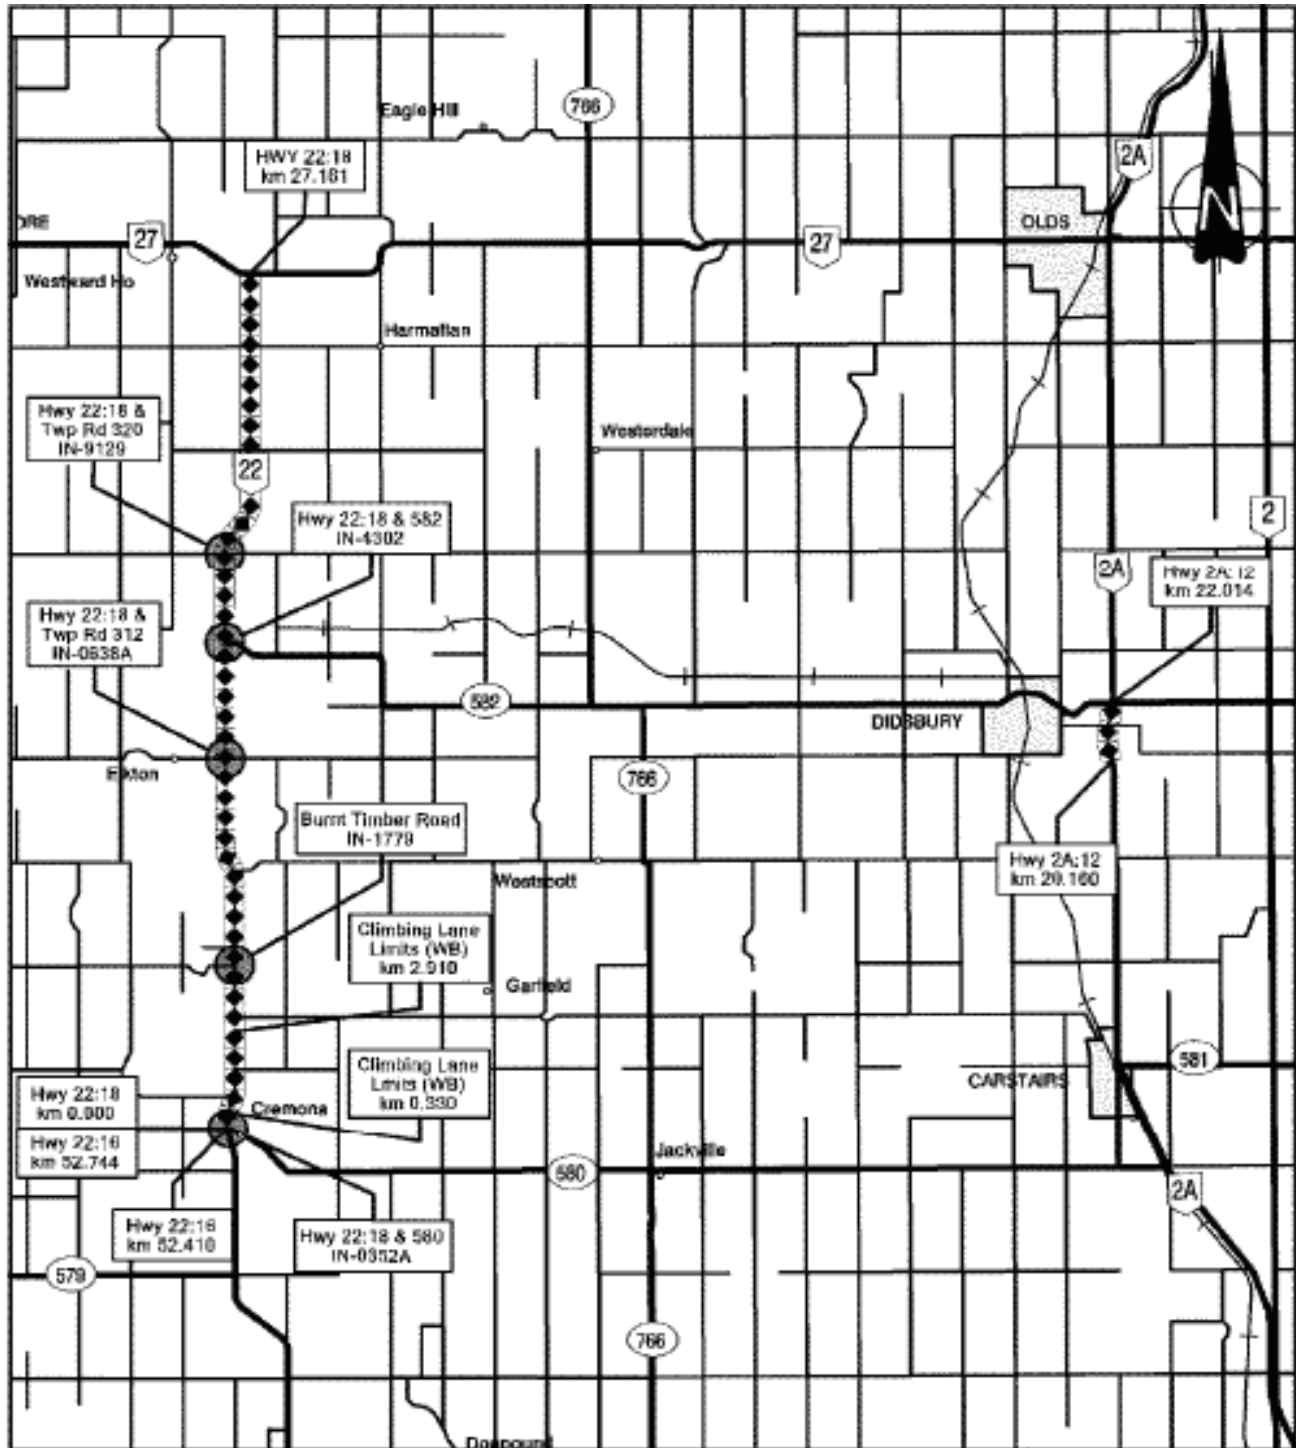 Eagle Hill
766
HWY 22:18
km 27.181
2A
27
27
OLDS
Westward Ho
Harmattan
Hwy 22:18 &
Twp Rd 320
IN-9129
Westerdale
22
Hwy 22:18 & 582
IN-4302
2
2A
Hwy 2A:12
km 22.014
Hwy 22:18 &
Twp Rd 312
IN-0638A
582
DIDSBURY
Elkton
766
Burnt Timber Road
IN-1779
Hwy 2A:12
km 20.160
Westcott
Climbing Lane
Limits (WB)
km 2.910
Garfield
581
Climbing Lane
Limits (WB)
km 0.330
CARSTAIRS
Hwy 22:18
km 0.000
Cremona
Hwy 22:16
km 52.744
Jackville
580
2A
Hwy 22:16
km 52.418
Hwy 22:18 & 580
IN-0352A
579
766
N